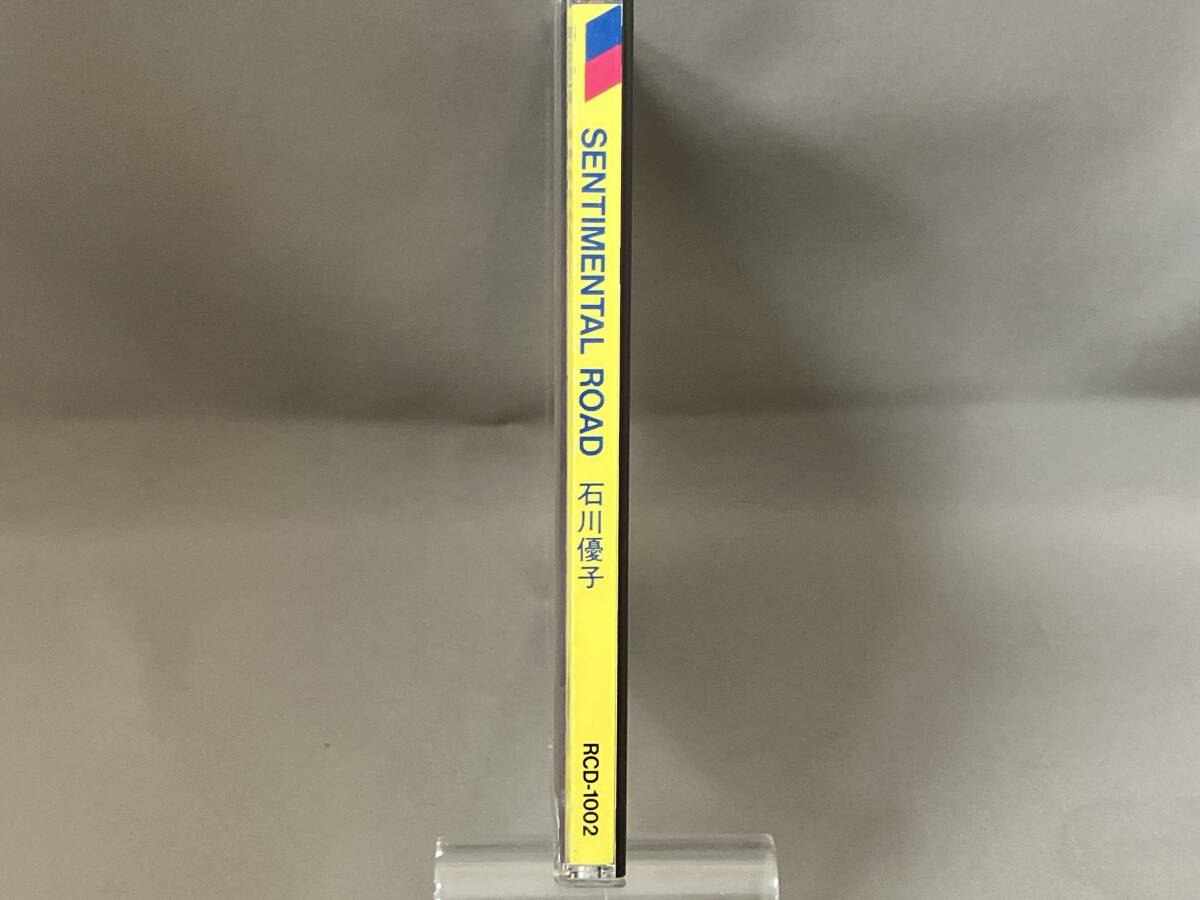 SENTIMENTAL ROAD 石川優子
RCD-1002